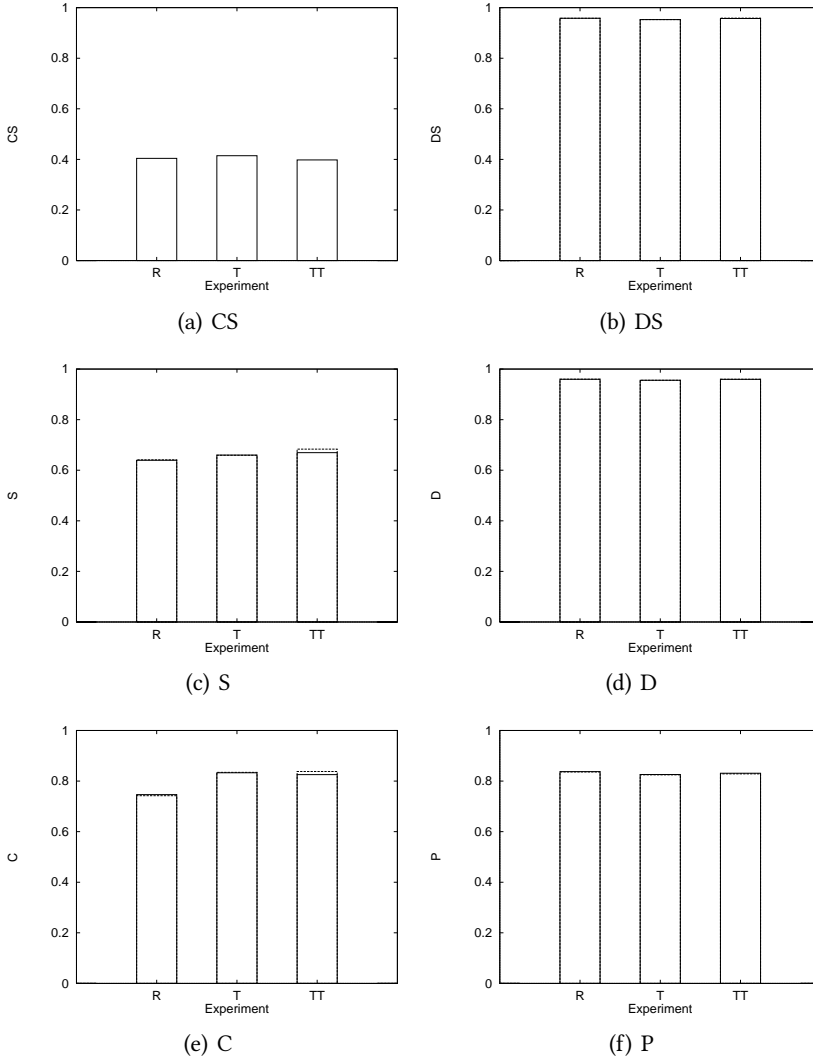 1
0.8
0.6
0.4
0.2
0
CS
R T TT
Experiment
(a) CS
1
0.8
0.6
0.4
0.2
0
DS
R T TT
Experiment
(b) DS
1
0.8
0.6
0.4
0.2
0
S
R T TT
Experiment
(c) S
1
0.8
0.6
0.4
0.2
0
D
R T TT
Experiment
(d) D
1
0.8
0.6
0.4
0.2
0
C
R T TT
Experiment
(e) C
1
0.8
0.6
0.4
0.2
0
P
R T TT
Experiment
(f) P